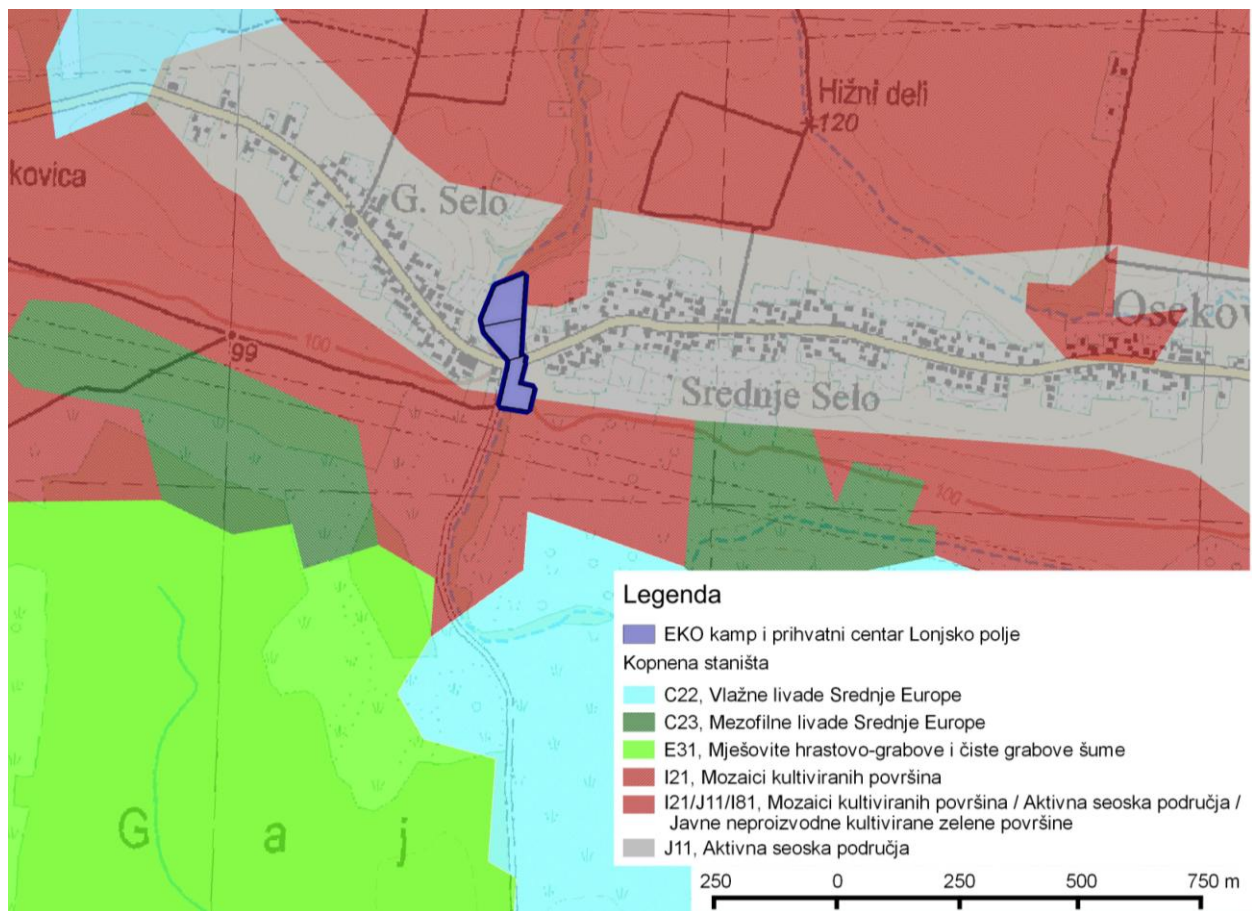 Hižni deli
120
kovica
G. Selo
Osekov
99
100
Srednje Selo
100
G a j
Legenda
EKO kamp i prihvatni centar Lonjsko polje
Kopnena staništa
C22, Vlažne livade Srednje Europe
C23, Mezofilne livade Srednje Europe
E31, Mješovite hrastovo-grabove i čiste grabove šume
I21, Mozaici kultiviranih površina
I21/J11/I81, Mozaici kultiviranih površina / Aktivna seoska područja /
Javne neproizvodne kultivirane zelene površine
J11, Aktivna seoska područja
250 0 250 500 750 m